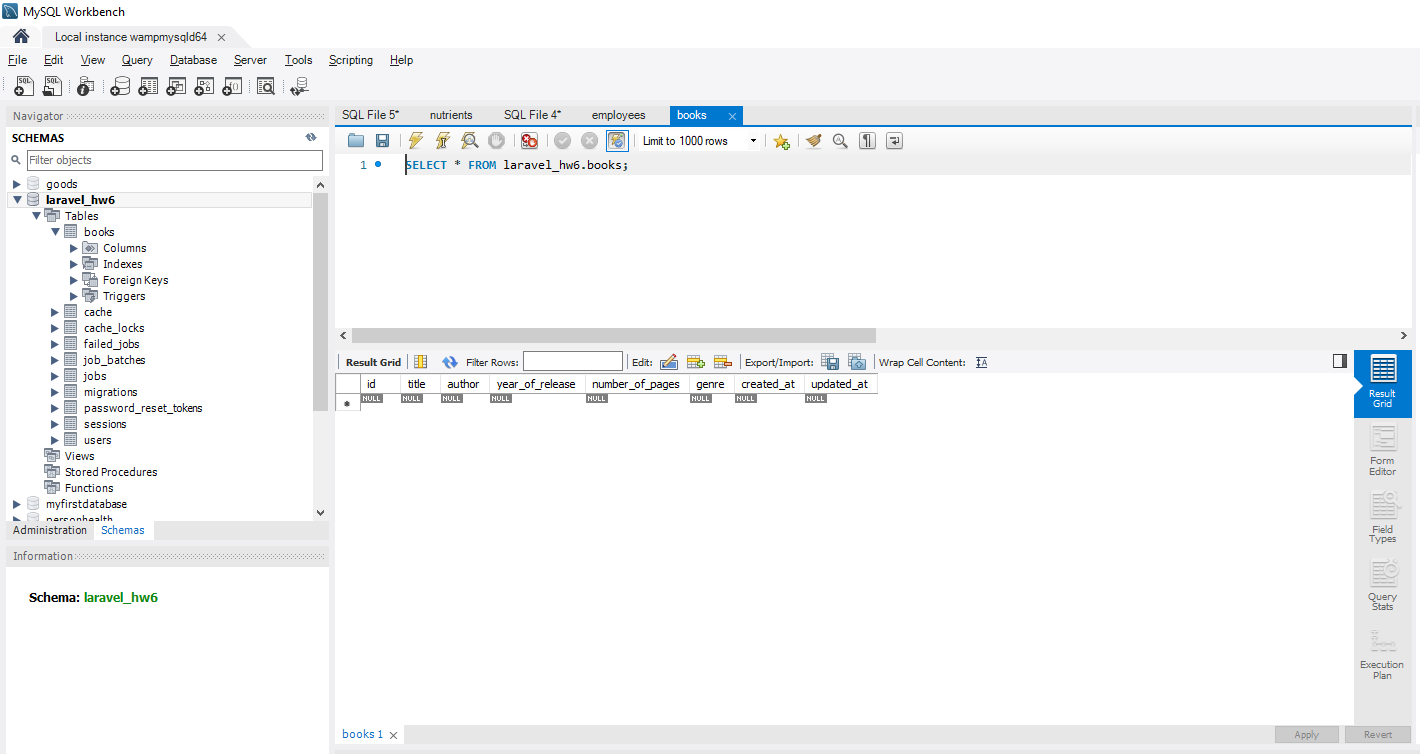 MySQL Workbench
Local instance wampmysqld64
File Edit View Query Database Server Tools Scripting Help
Navigator
SCHEMAS
Filter objects
goods
laravel_hw6
Tables
books
Columns
Indexes
Foreign Keys
Triggers
cache
cache_locks
failed_jobs
job_batches
jobs
migrations
password_reset_tokens
sessions
users
Views
Stored Procedures
Functions
myfirstdatabase
personhealth
Administration Schemas
Information
Schema: laravel_hw6
SQL File 5* nutrients SQL File 4* employees books
Limit to 1000 rows
1 SELECT * FROM laravel_hw6.books;
Result Grid Filter Rows: Edit: Export/Import: Wrap Cell Content:
id title author year_of_release number_of_pages genre created_at updated_at
* NULL NULL NULL NULL NULL NULL NULL NULL
Result
Grid
Form
Editor
Field
Types
Query
Stats
Execution
Plan
books 1
Apply Revert